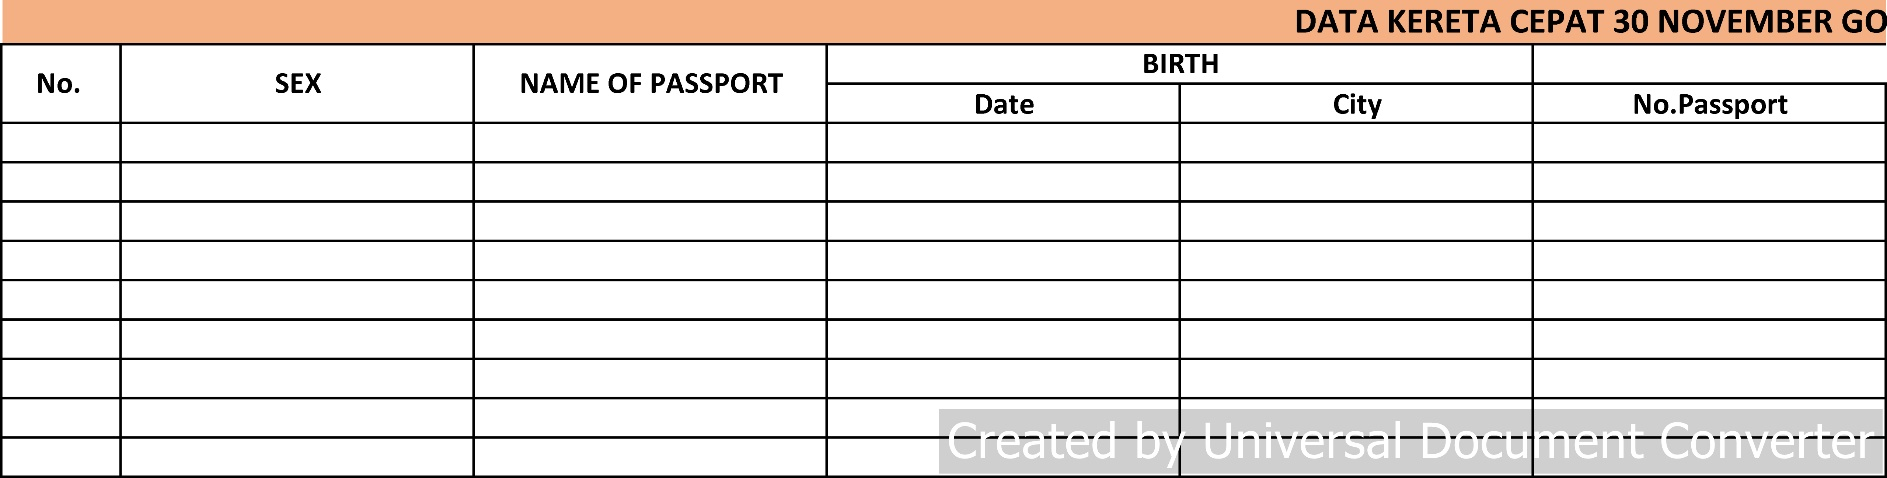 DATA KERETA CEPAT 30 NOVEMBER GO
No. SEX NAME OF PASSPORT BIRTH
Date City No.Passport
Created by Universal Document Converter